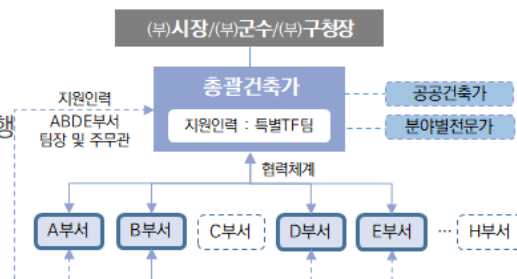 (부)시장/(부)군수/(부)구청장
총괄건축가
지원인력 : 특별TF팀
공공건축가
분야별전문가
지원인력
ABDE부서
팀장 및 주무관
행
협력체계
A부서 B부서 C부서 D부서 E부서 ... H부서